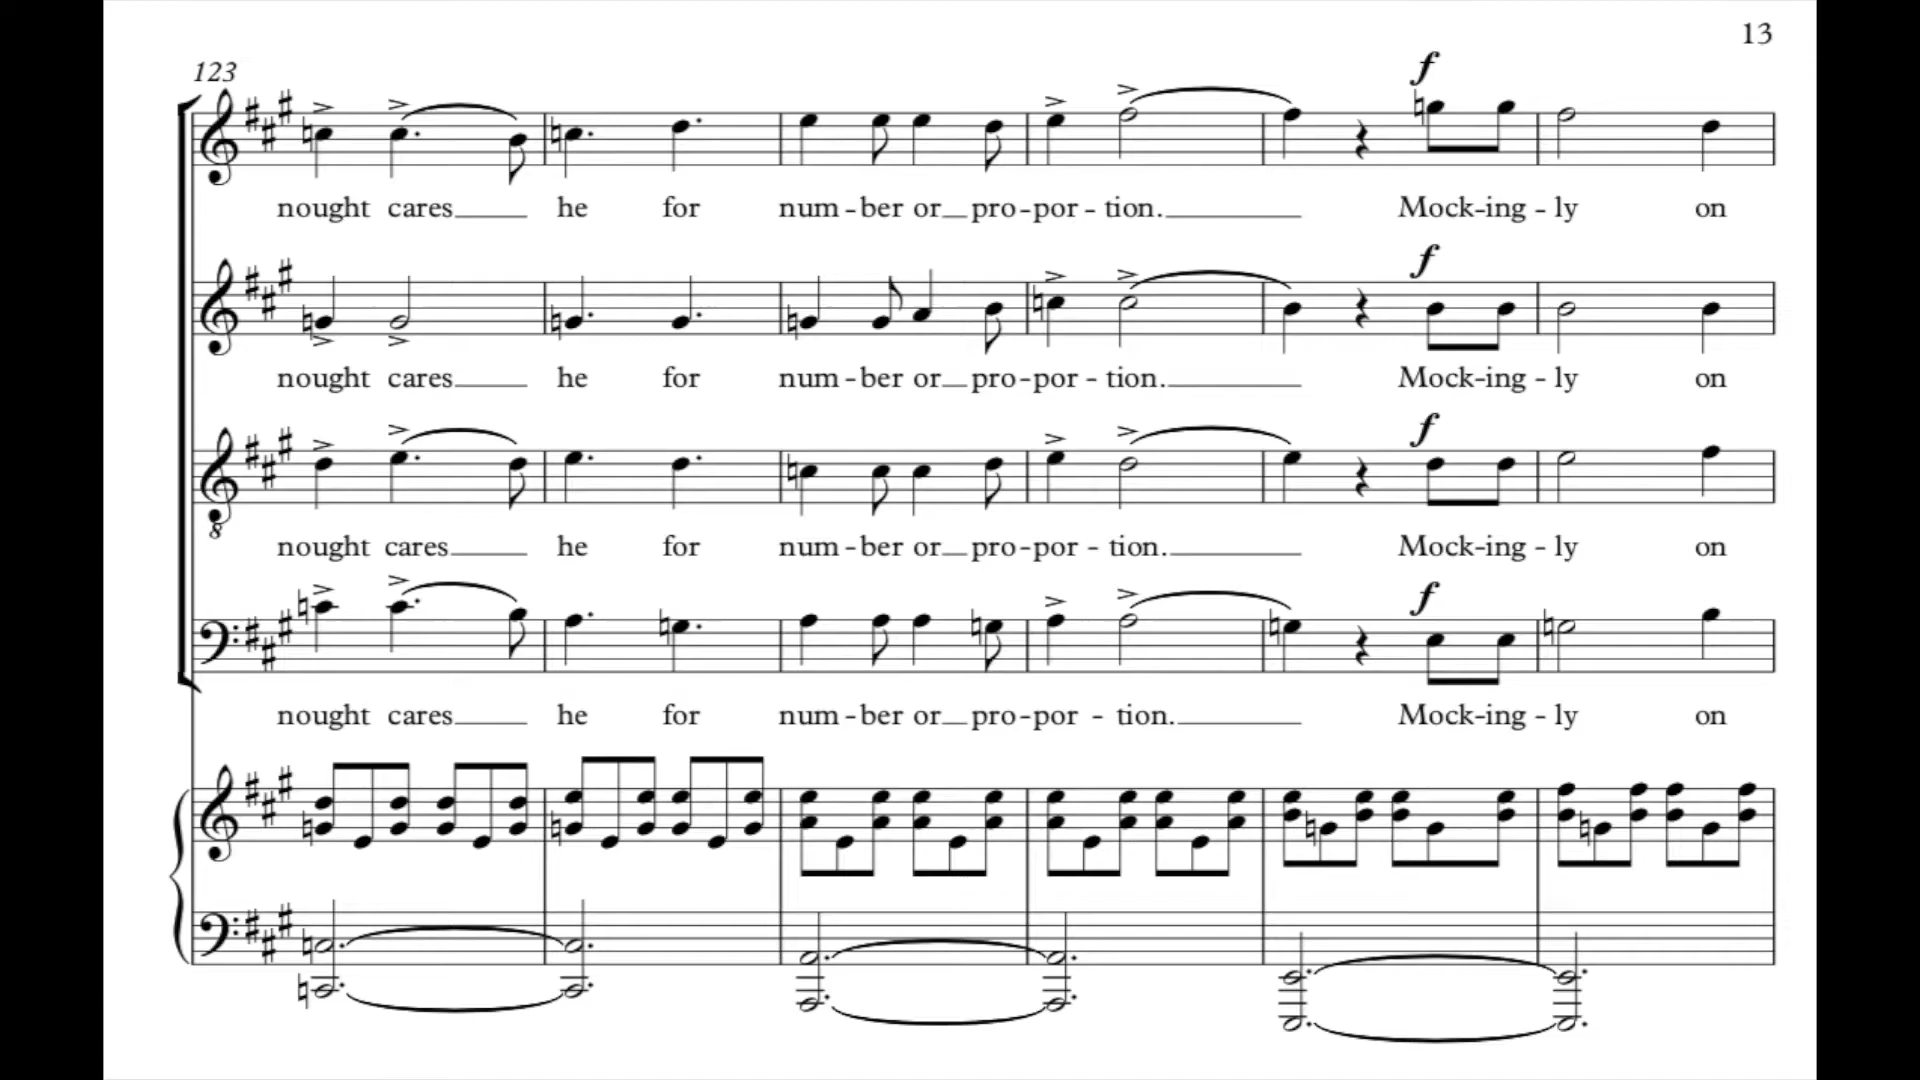 13
123
f
nought cares he for num-ber or pro-por-tion. Mock-ing-ly on
f
nought cares he for num-ber or pro-por-tion. Mock-ing-ly on
f
nought cares he for num-ber or pro-por-tion. Mock-ing-ly on
8
f
nought cares he for num-ber or pro-por-tion. Mock-ing-ly on